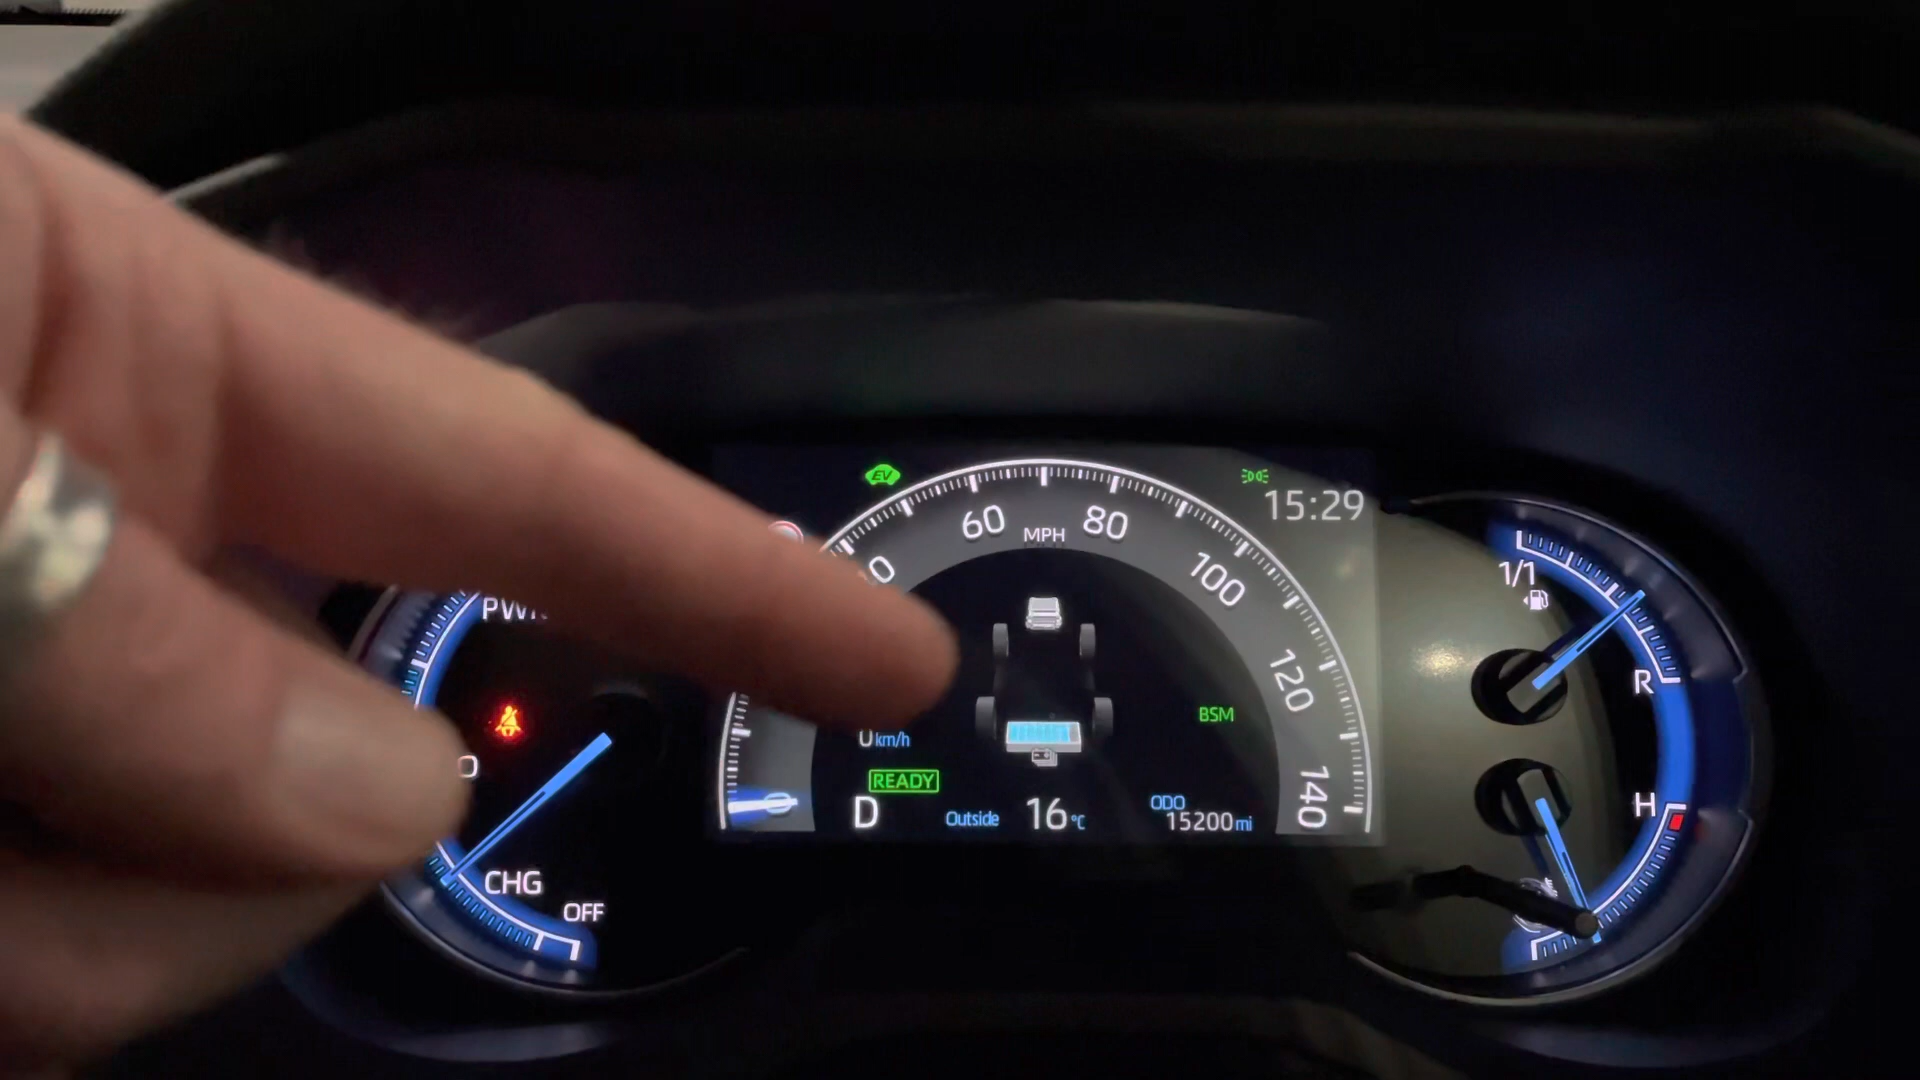 EV
15:29
60
MPH
80
100
120
140
0 km/h
READY
D
Outside
16 °C
ODO
15200 mi
BSM
CHG
OFF
1/1
R
H